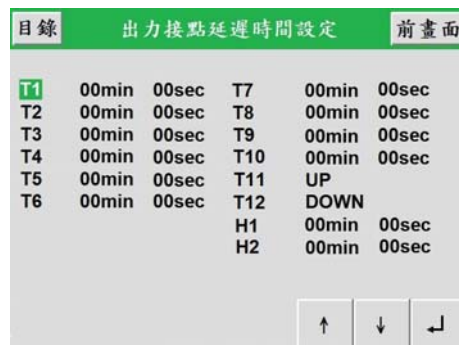 目錄 出力接點延遲時間設定 前畫面
T1 00min 00sec T7 00min 00sec
T2 00min 00sec T8 00min 00sec
T3 00min 00sec T9 00min 00sec
T4 00min 00sec T10 00min 00sec
T5 00min 00sec T11 UP
T6 00min 00sec T12 DOWN
H1 00min 00sec
H2 00min 00sec
↑ ↓ ↵